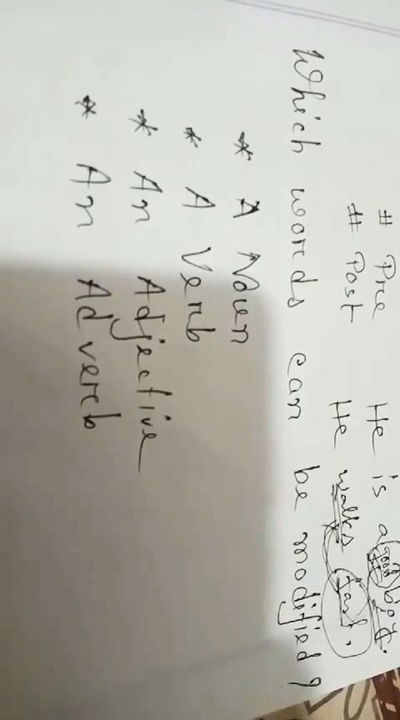 # Pre He is a good boy.
# Post He walks fast.
Which words can be modified?
* A Noun
* A Verb
* An Adjective
* An Adverb